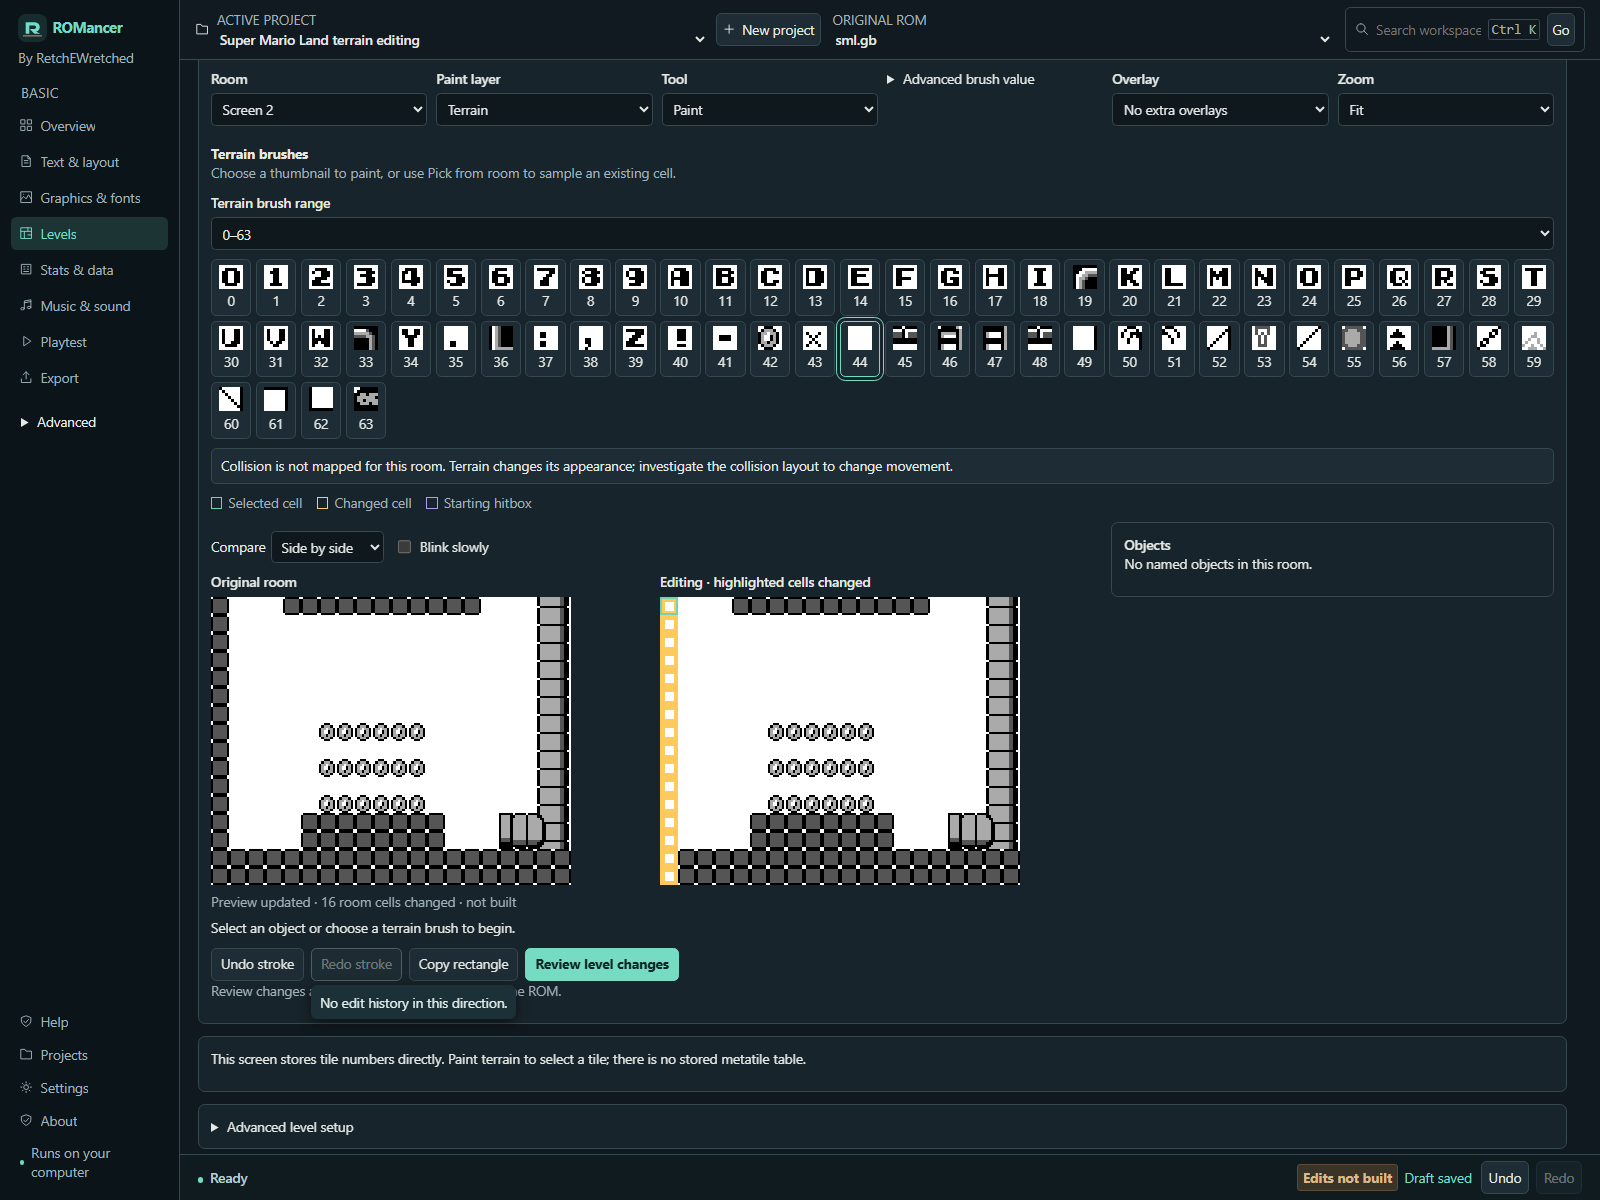 ROMancer
By RetchEWretched
BASIC
Overview
Text & layout
Graphics & fonts
Levels
Stats & data
Music & sound
Playtest
Export
Advanced
Help
Projects
Settings
About
Runs on your
computer
ACTIVE PROJECT
Super Mario Land terrain editing
+ New project
ORIGINAL ROM
sml.gb
Search workspace Ctrl K Go
Room Paint layer Tool Advanced brush value Overlay Zoom
Screen 2 Terrain Paint No extra overlays Fit
Terrain brushes
Choose a thumbnail to paint, or use Pick from room to sample an existing cell.
Terrain brush range
0–63
0 1 2 3 4 5 6 7 8 9 A B C D E F G H I K L M N O P Q R S T
0 1 2 3 4 5 6 7 8 9 10 11 12 13 14 15 16 17 18 19 20 21 22 23 24 25 26 27 28 29
U V W Y . : , Z ! - x
30 31 32 33 34 35 36 37 38 39 40 41 42 43 44 45 46 47 48 49 50 51 52 53 54 55 56 57 58 59
60 61 62 63
Collision is not mapped for this room. Terrain changes its appearance; investigate the collision layout to change movement.
Selected cell Changed cell Starting hitbox
Compare Side by side Blink slowly
Objects
No named objects in this room.
Original room Editing · highlighted cells changed
Preview updated · 16 room cells changed · not built
Select an object or choose a terrain brush to begin.
Undo stroke Redo stroke Copy rectangle Review level changes
Review changes
e ROM.
No edit history in this direction.
This screen stores tile numbers directly. Paint terrain to select a tile; there is no stored metatile table.
Advanced level setup
Ready
Edits not built Draft saved Undo Redo